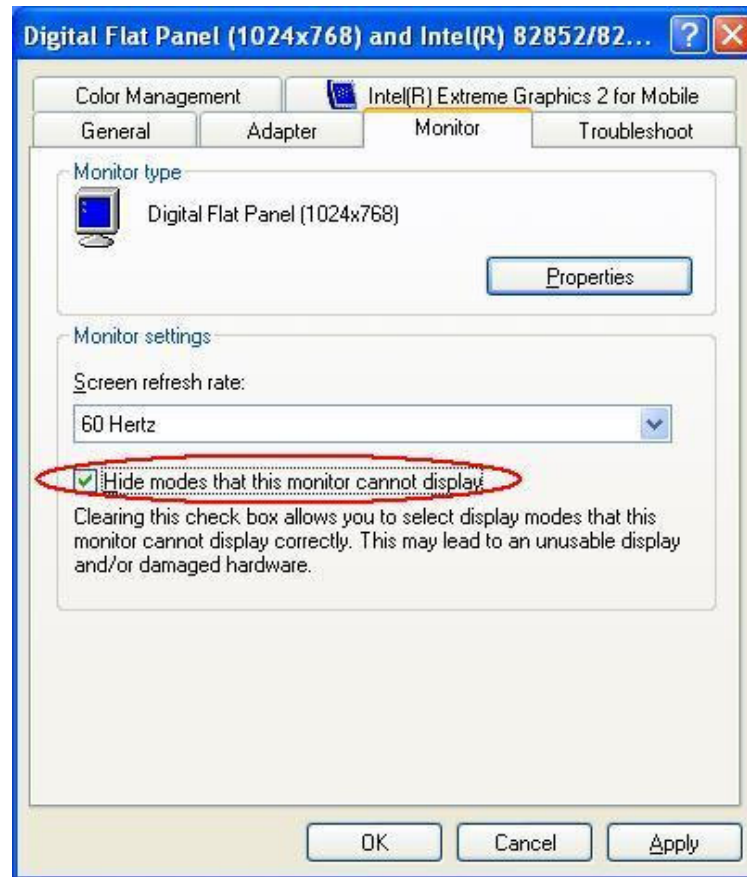 Digital Flat Panel (1024x768) and Intel(R) 82852/82...
Color Management
Intel(R) Extreme Graphics 2 for Mobile
General
Adapter
Monitor
Troubleshoot
Monitor type
Digital Flat Panel (1024x768)
Properties
Monitor settings
Screen refresh rate:
60 Hertz
Hide modes that this monitor cannot display
Clearing this check box allows you to select display modes that this
monitor cannot display correctly. This may lead to an unusable display
and/or damaged hardware.
OK
Cancel
Apply